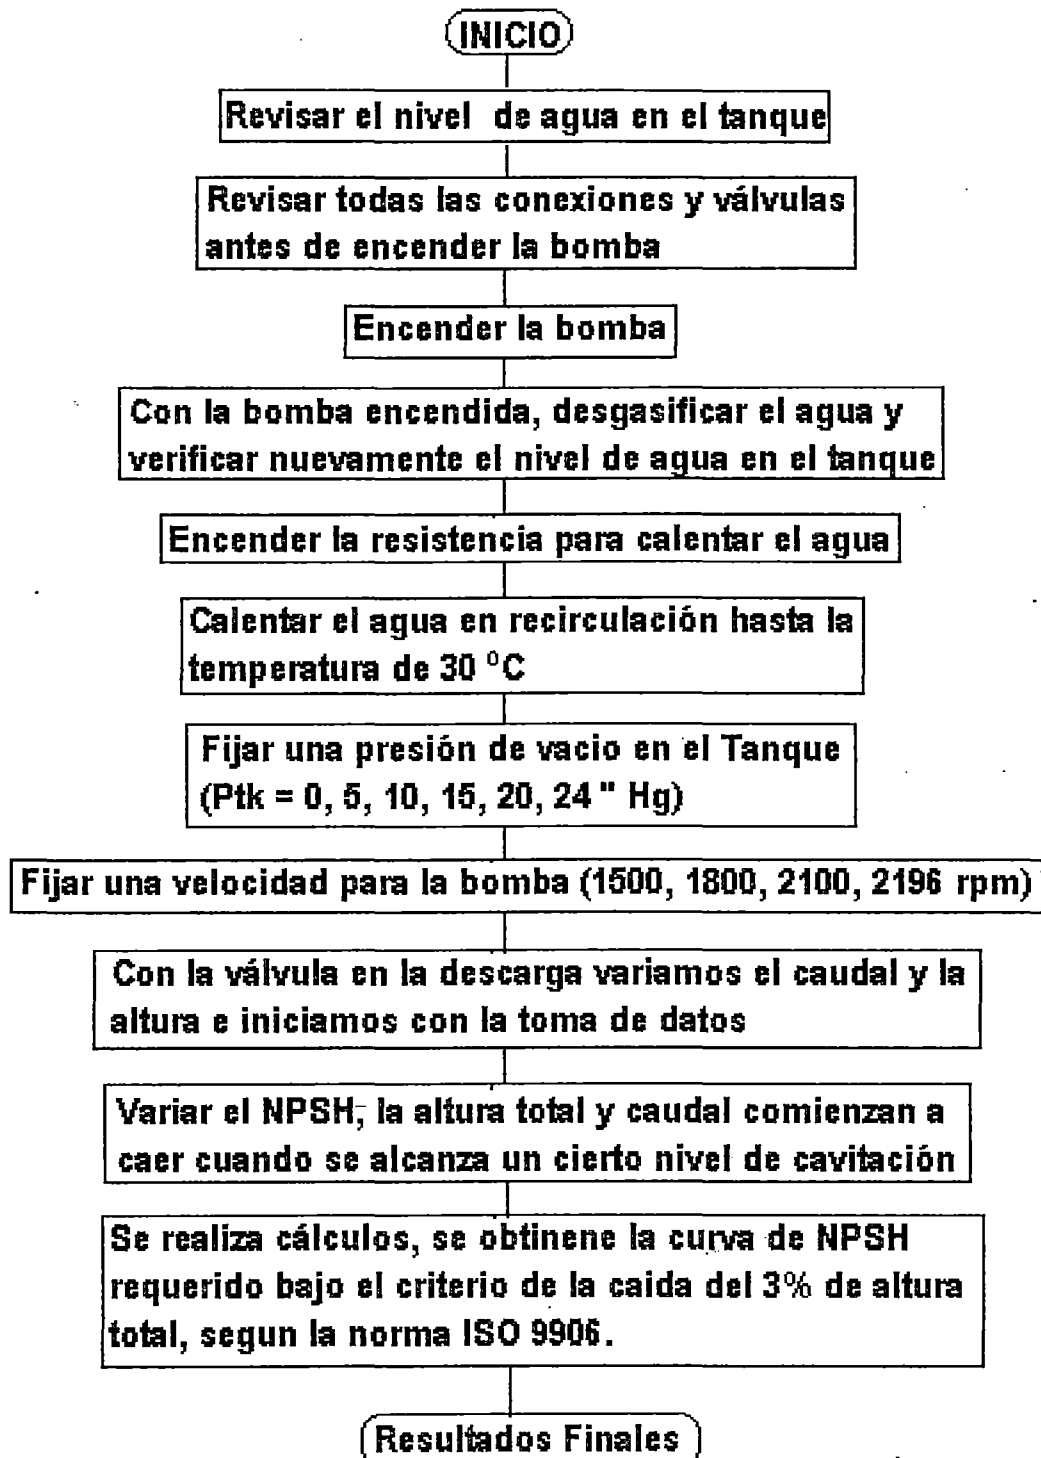 INICIO
Revisar el nivel de agua en el tanque
Revisar todas las conexiones y válvulas
antes de encender la bomba
Encender la bomba
Con la bomba encendida, desgasificar el agua y
verificar nuevamente el nivel de agua en el tanque
Encender la resistencia para calentar el agua
Calentar el agua en recirculación hasta la
temperatura de 30 ºC
Fijar una presión de vacio en el Tanque
(Ptk = 0, 5, 10, 15, 20, 24 " Hg)
Fijar una velocidad para la bomba (1500, 1800, 2100, 2196 rpm)
Con la válvula en la descarga variamos el caudal y la
altura e iniciamos con la toma de datos
Variar el NPSH, la altura total y caudal comienzan a
caer cuando se alcanza un cierto nivel de cavitación
Se realiza cálculos, se obtinene la curva de NPSH
requerido bajo el criterio de la caida del 3% de altura
total, segun la norma ISO 9906.
Resultados Finales